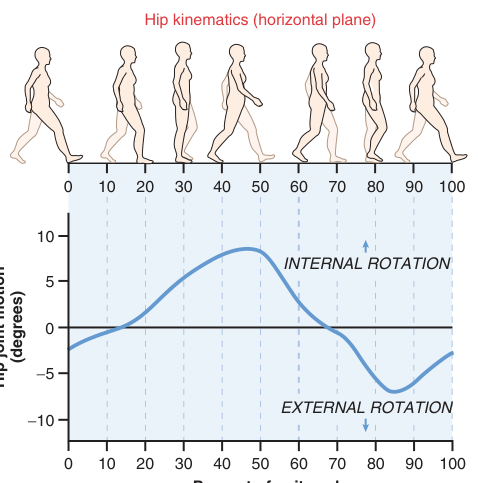 Hip kinematics (horizontal plane)
0 10 20 30 40 50 60 70 80 90 100
10
INTERNAL ROTATION
5
0
−5
EXTERNAL ROTATION
−10
0 10 20 30 40 50 60 70 80 90 100
(degrees)